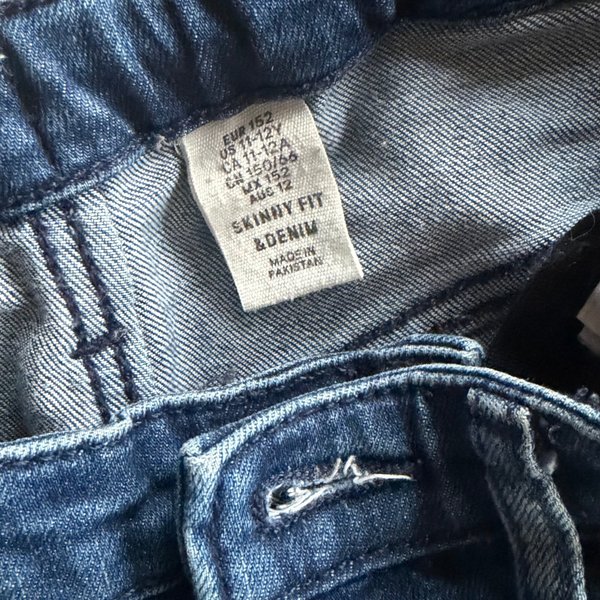 EUR 152
US 11-12Y
CA 11-12A
CN 150/66
MX 152
AUS 12
SKINNY FIT
&DENIM
MADE IN
PAKISTAN